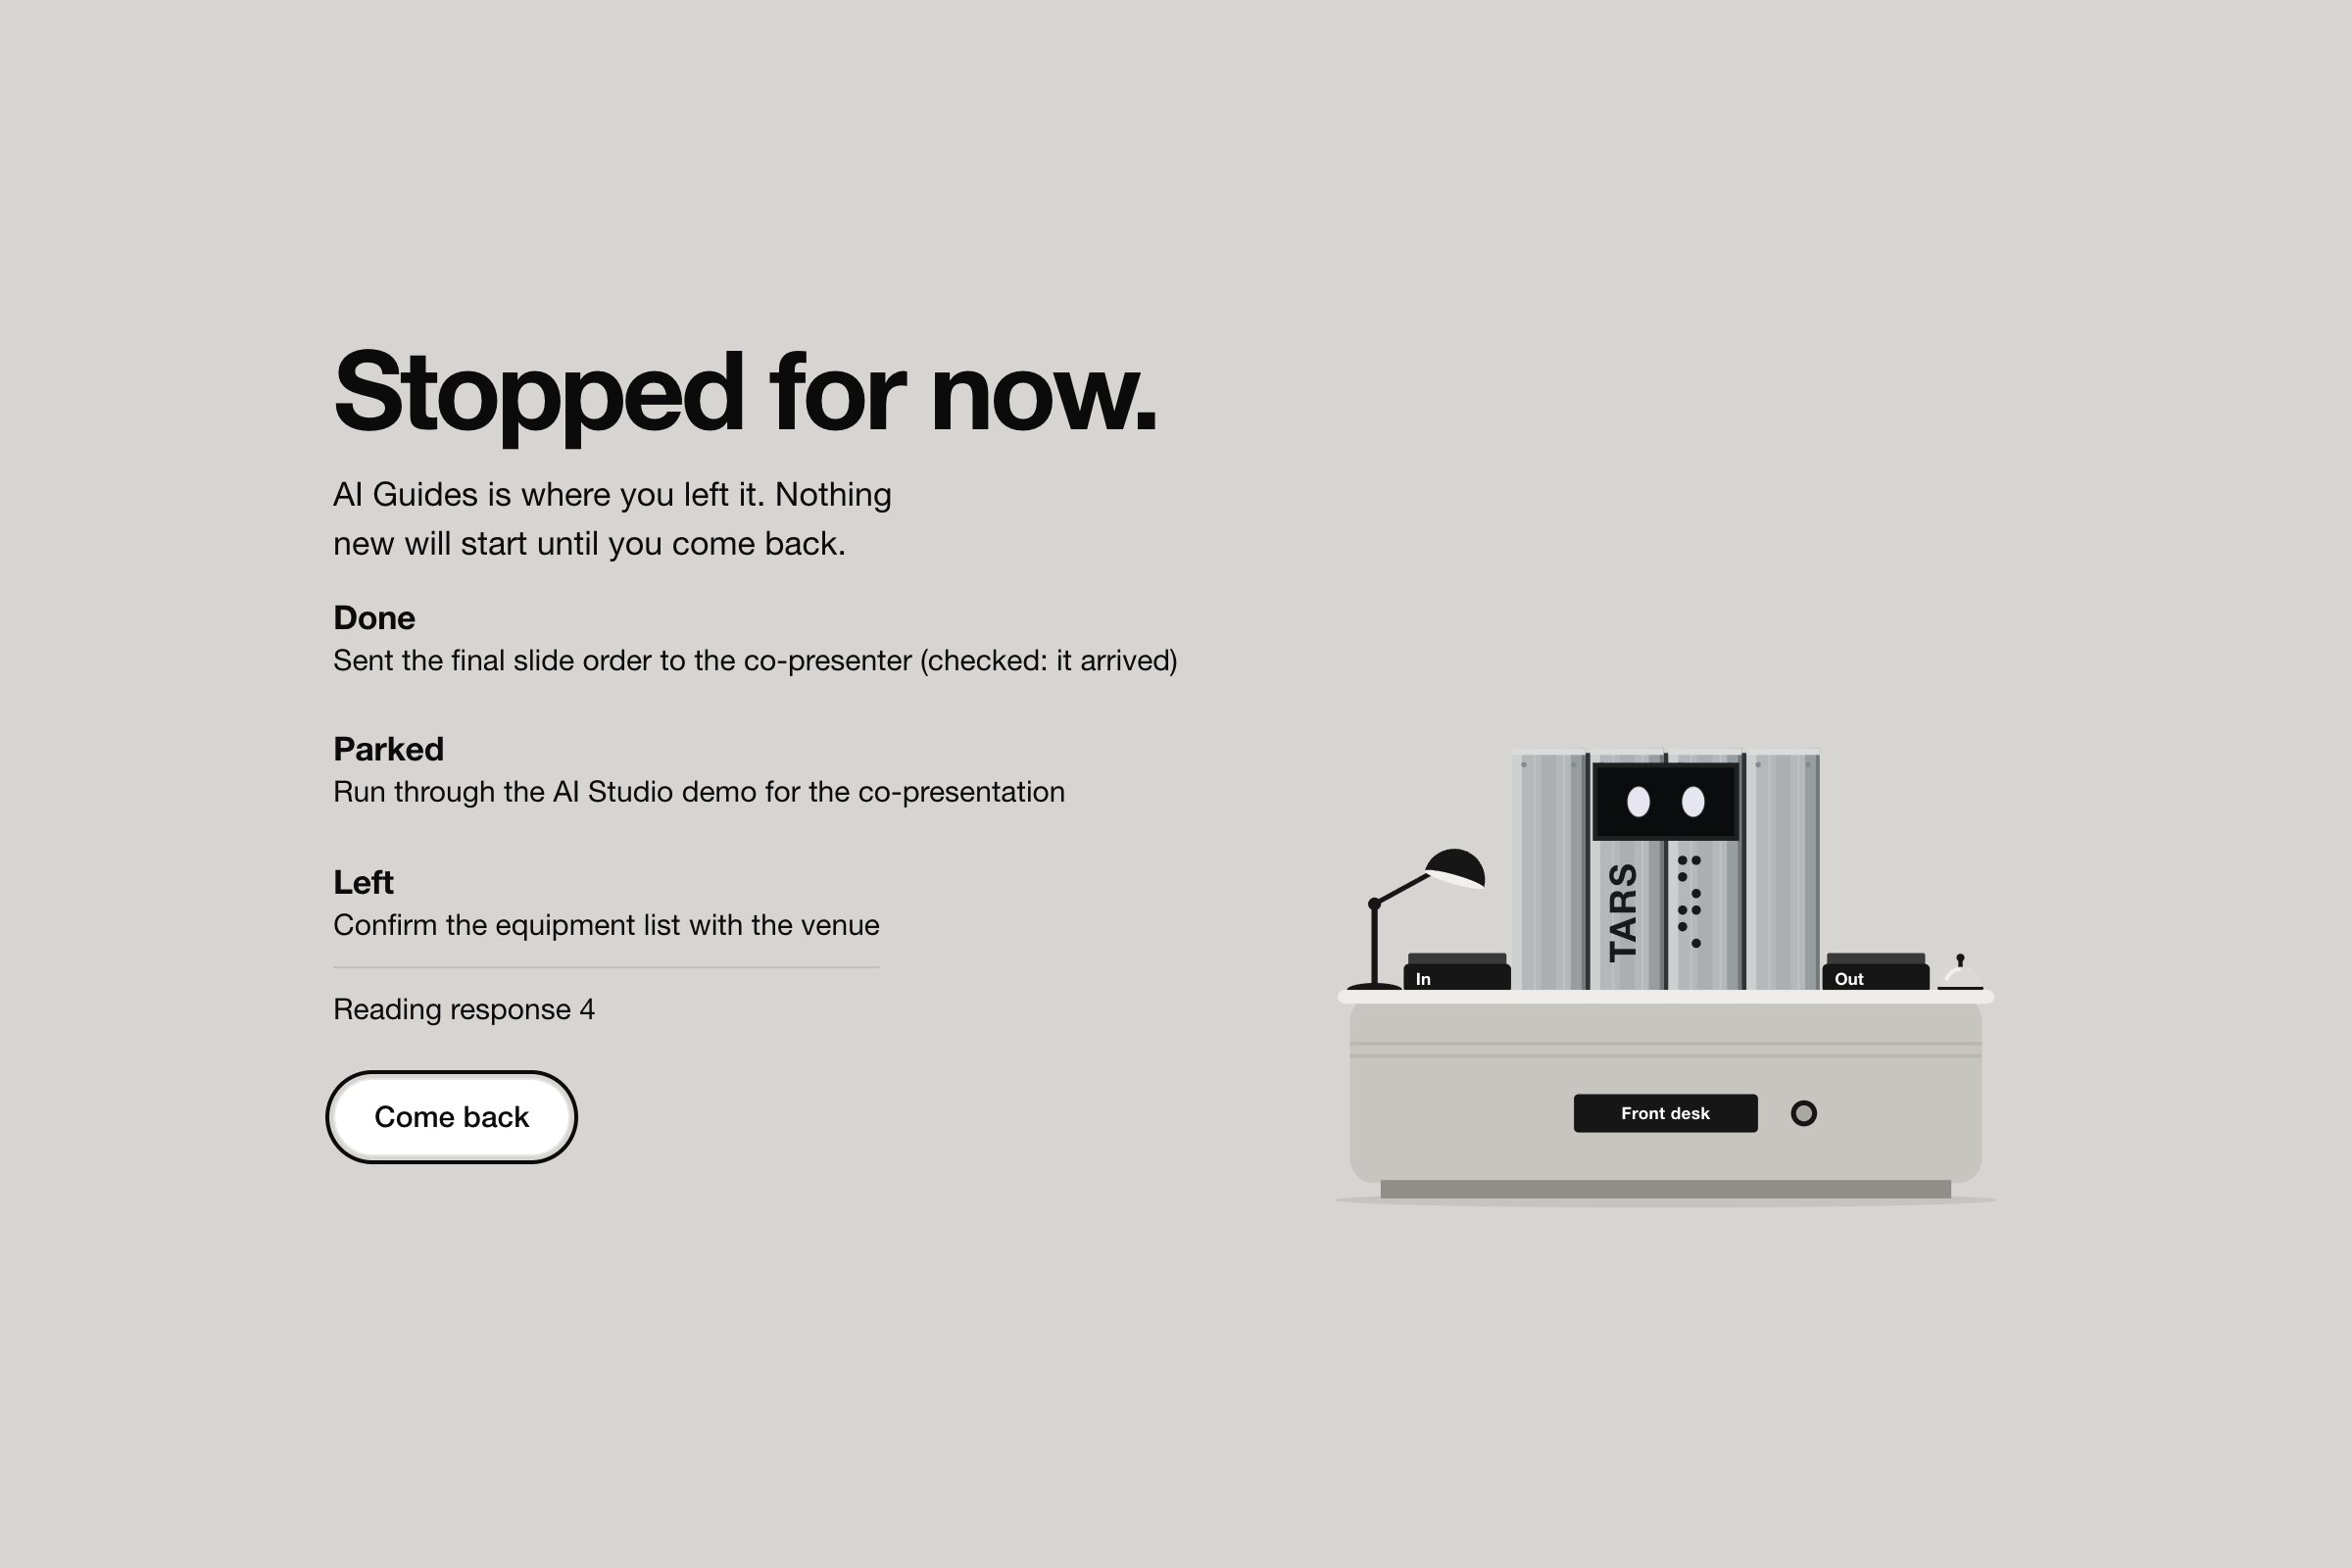 Stopped for now.
AI Guides is where you left it. Nothing
new will start until you come back.
Done
Sent the final slide order to the co-presenter (checked: it arrived)
Parked
Run through the AI Studio demo for the co-presentation
Left
Confirm the equipment list with the venue
Reading response 4
Come back
TARS
In
Out
Front desk